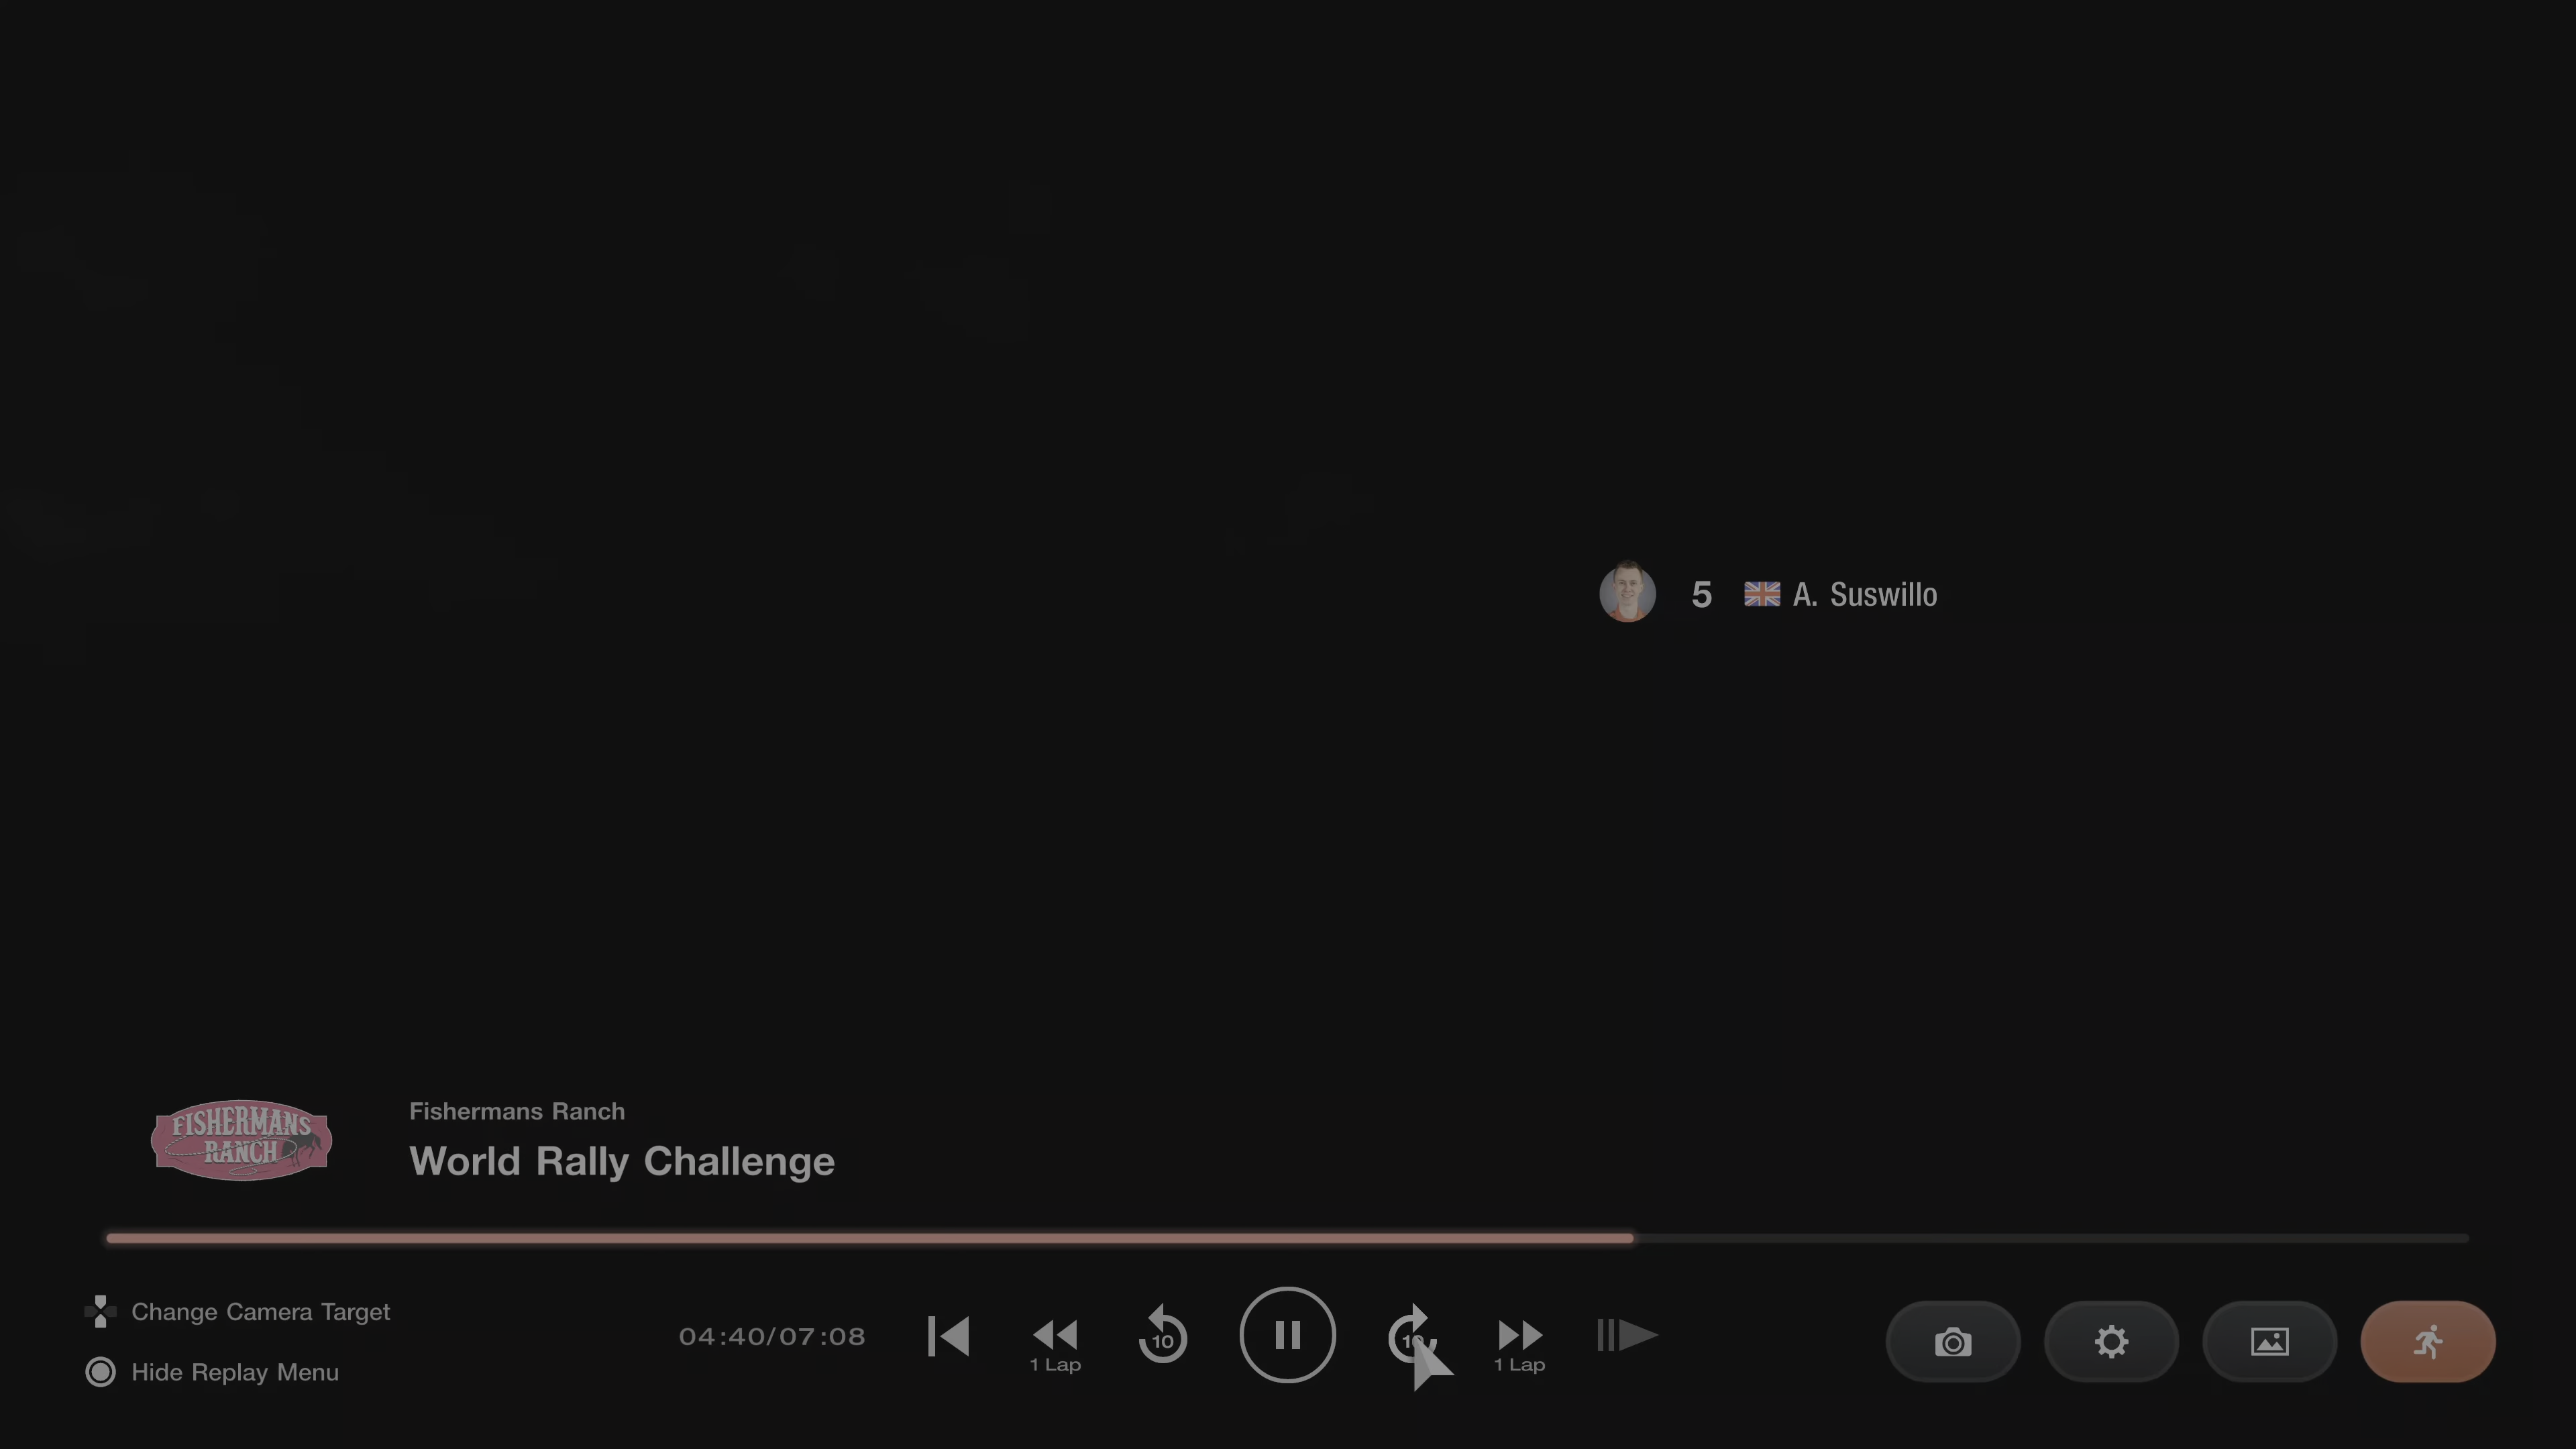 5 A. Suswillo
FISHERMANS
RANCH
Fishermans Ranch
World Rally Challenge
Change Camera Target
Hide Replay Menu
04:40/07:08
1 Lap
10
10
1 Lap